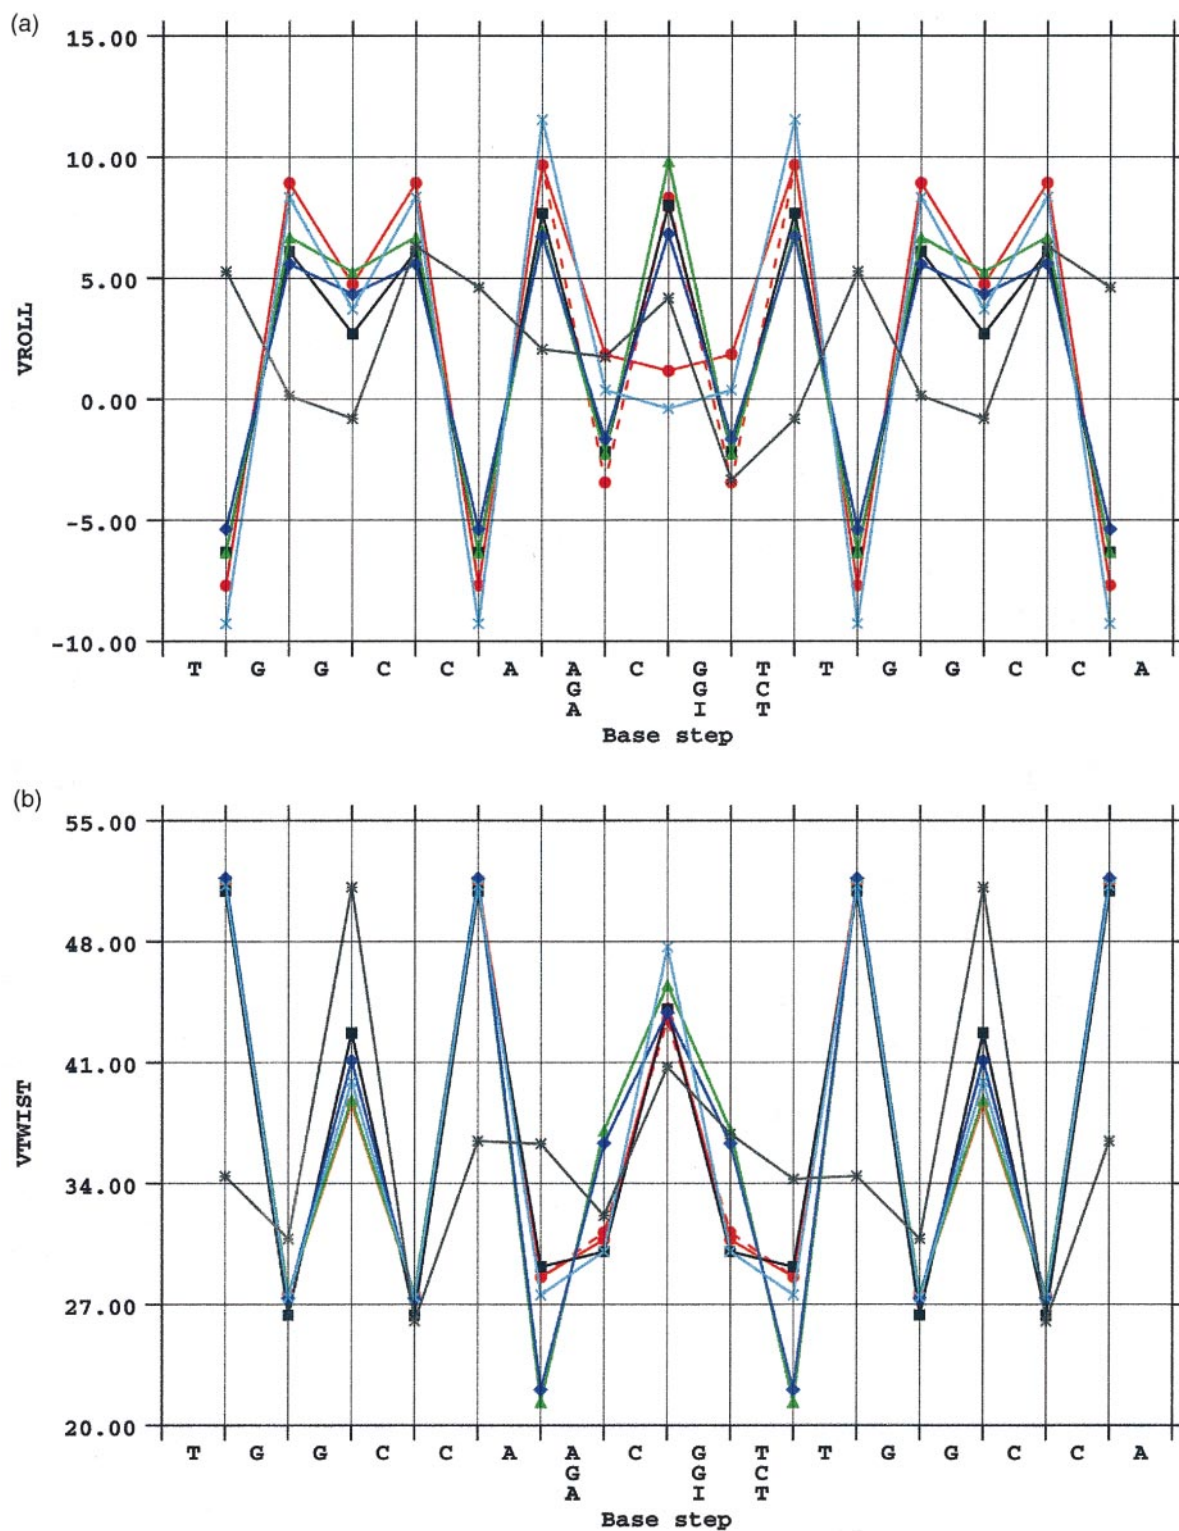 (a)
15.00
10.00
5.00
0.00
-5.00
-10.00
VROLL
T G G C C A A C G T T G G C C A
G G C
A I T
Base step
(b)
55.00
48.00
41.00
34.00
27.00
20.00
VTWIST
T G G C C A A C G T T G G C C A
G G C
A I T
Base step